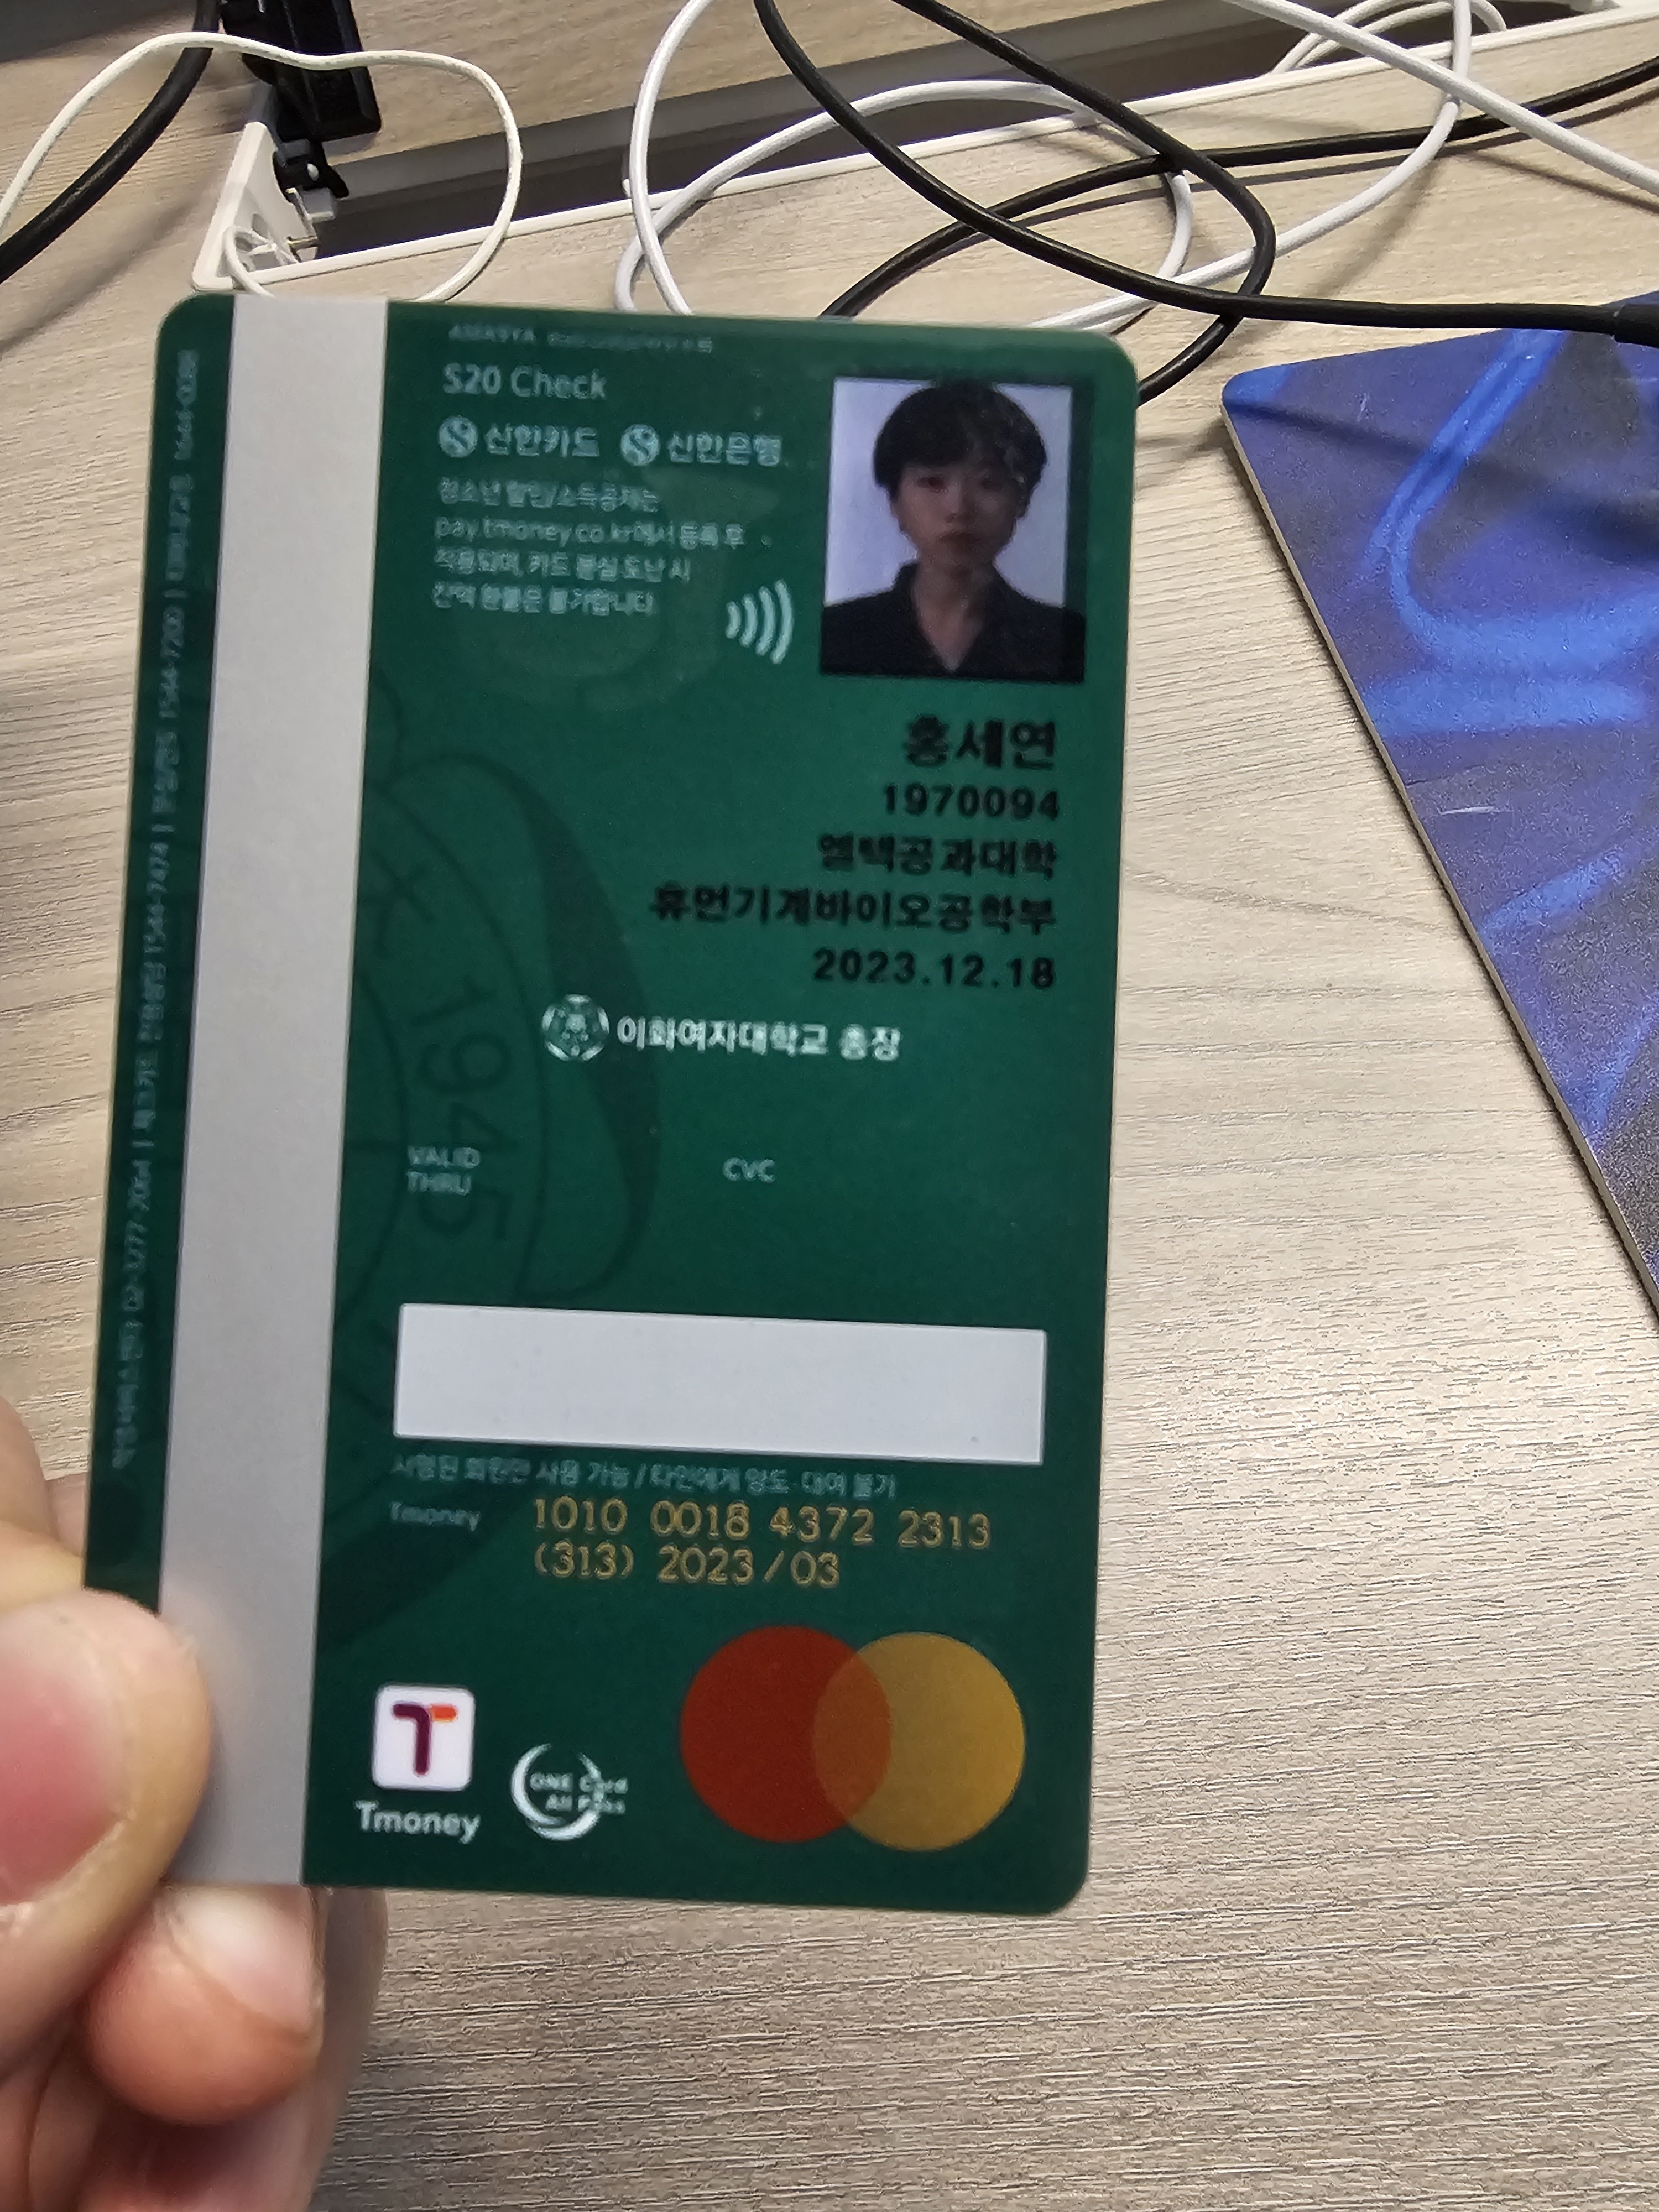 S20 Check
신한카드 신한은행
청소년 할인/소득공제는
pay.tmoney.co.kr에서 등록 후
적용되며, 카드 분실 도난 시
잔액 환불은 불가합니다.
홍세연
1970094
엘텍공과대학
휴먼기계바이오공학부
2023.12.18
이화여자대학교 총장
1945
VALID
THRU
CVC
서명된 회원만 사용 가능 / 타인에게 양도·대여 불가
Tmoney 1010 0018 4372 2313
(313) 2023/03
Tmoney
ONE Card
All Pass